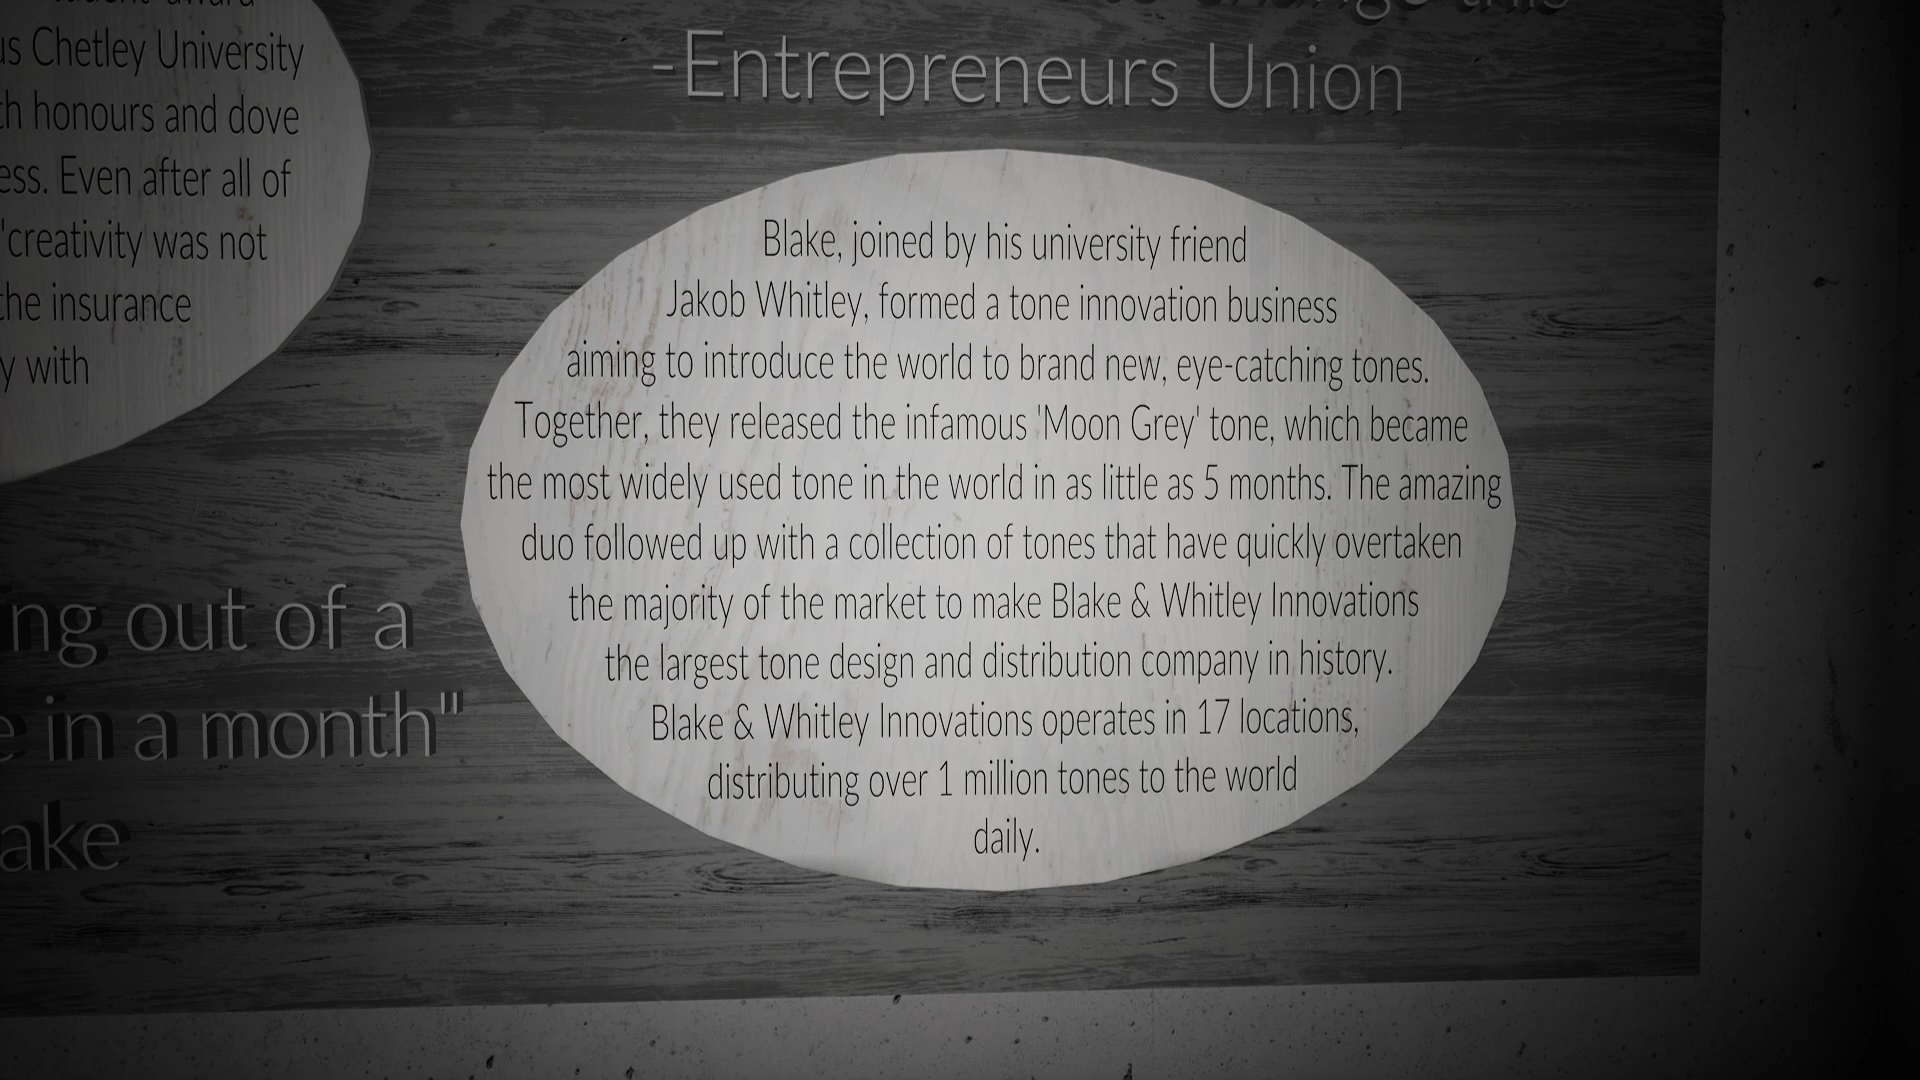 us Chetley University
th honours and dove
ess. Even after all of
'creativity was not
the insurance
y with
ing out of a
e in a month"
ake
-Entrepreneurs Union
Blake, joined by his university friend
Jakob Whitley, formed a tone innovation business
aiming to introduce the world to brand new, eye-catching tones.
Together, they released the infamous 'Moon Grey' tone, which became
the most widely used tone in the world in as little as 5 months. The amazing
duo followed up with a collection of tones that have quickly overtaken
the majority of the market to make Blake & Whitley Innovations
the largest tone design and distribution company in history.
Blake & Whitley Innovations operates in 17 locations,
distributing over 1 million tones to the world
daily.